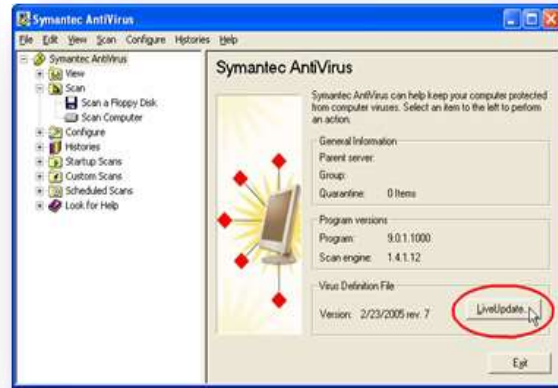 Symantec AntiVirus
File Edit View Scan Configure Histories Help
Symantec AntiVirus
View
Scan
Scan a Floppy Disk
Scan Computer
Configure
Histories
Startup Scans
Custom Scans
Scheduled Scans
Look for Help
Symantec AntiVirus
Symantec AntiVirus can help keep your computer protected
from computer viruses. Select an item to the left to perform
an action.
General Information
Parent server:
Group:
Quarantine: 0 Items
Program versions
Program: 9.0.1.1000
Scan engine: 1.4.1.12
Virus Definition File
Version: 2/23/2005 rev. 7
LiveUpdate...
Exit